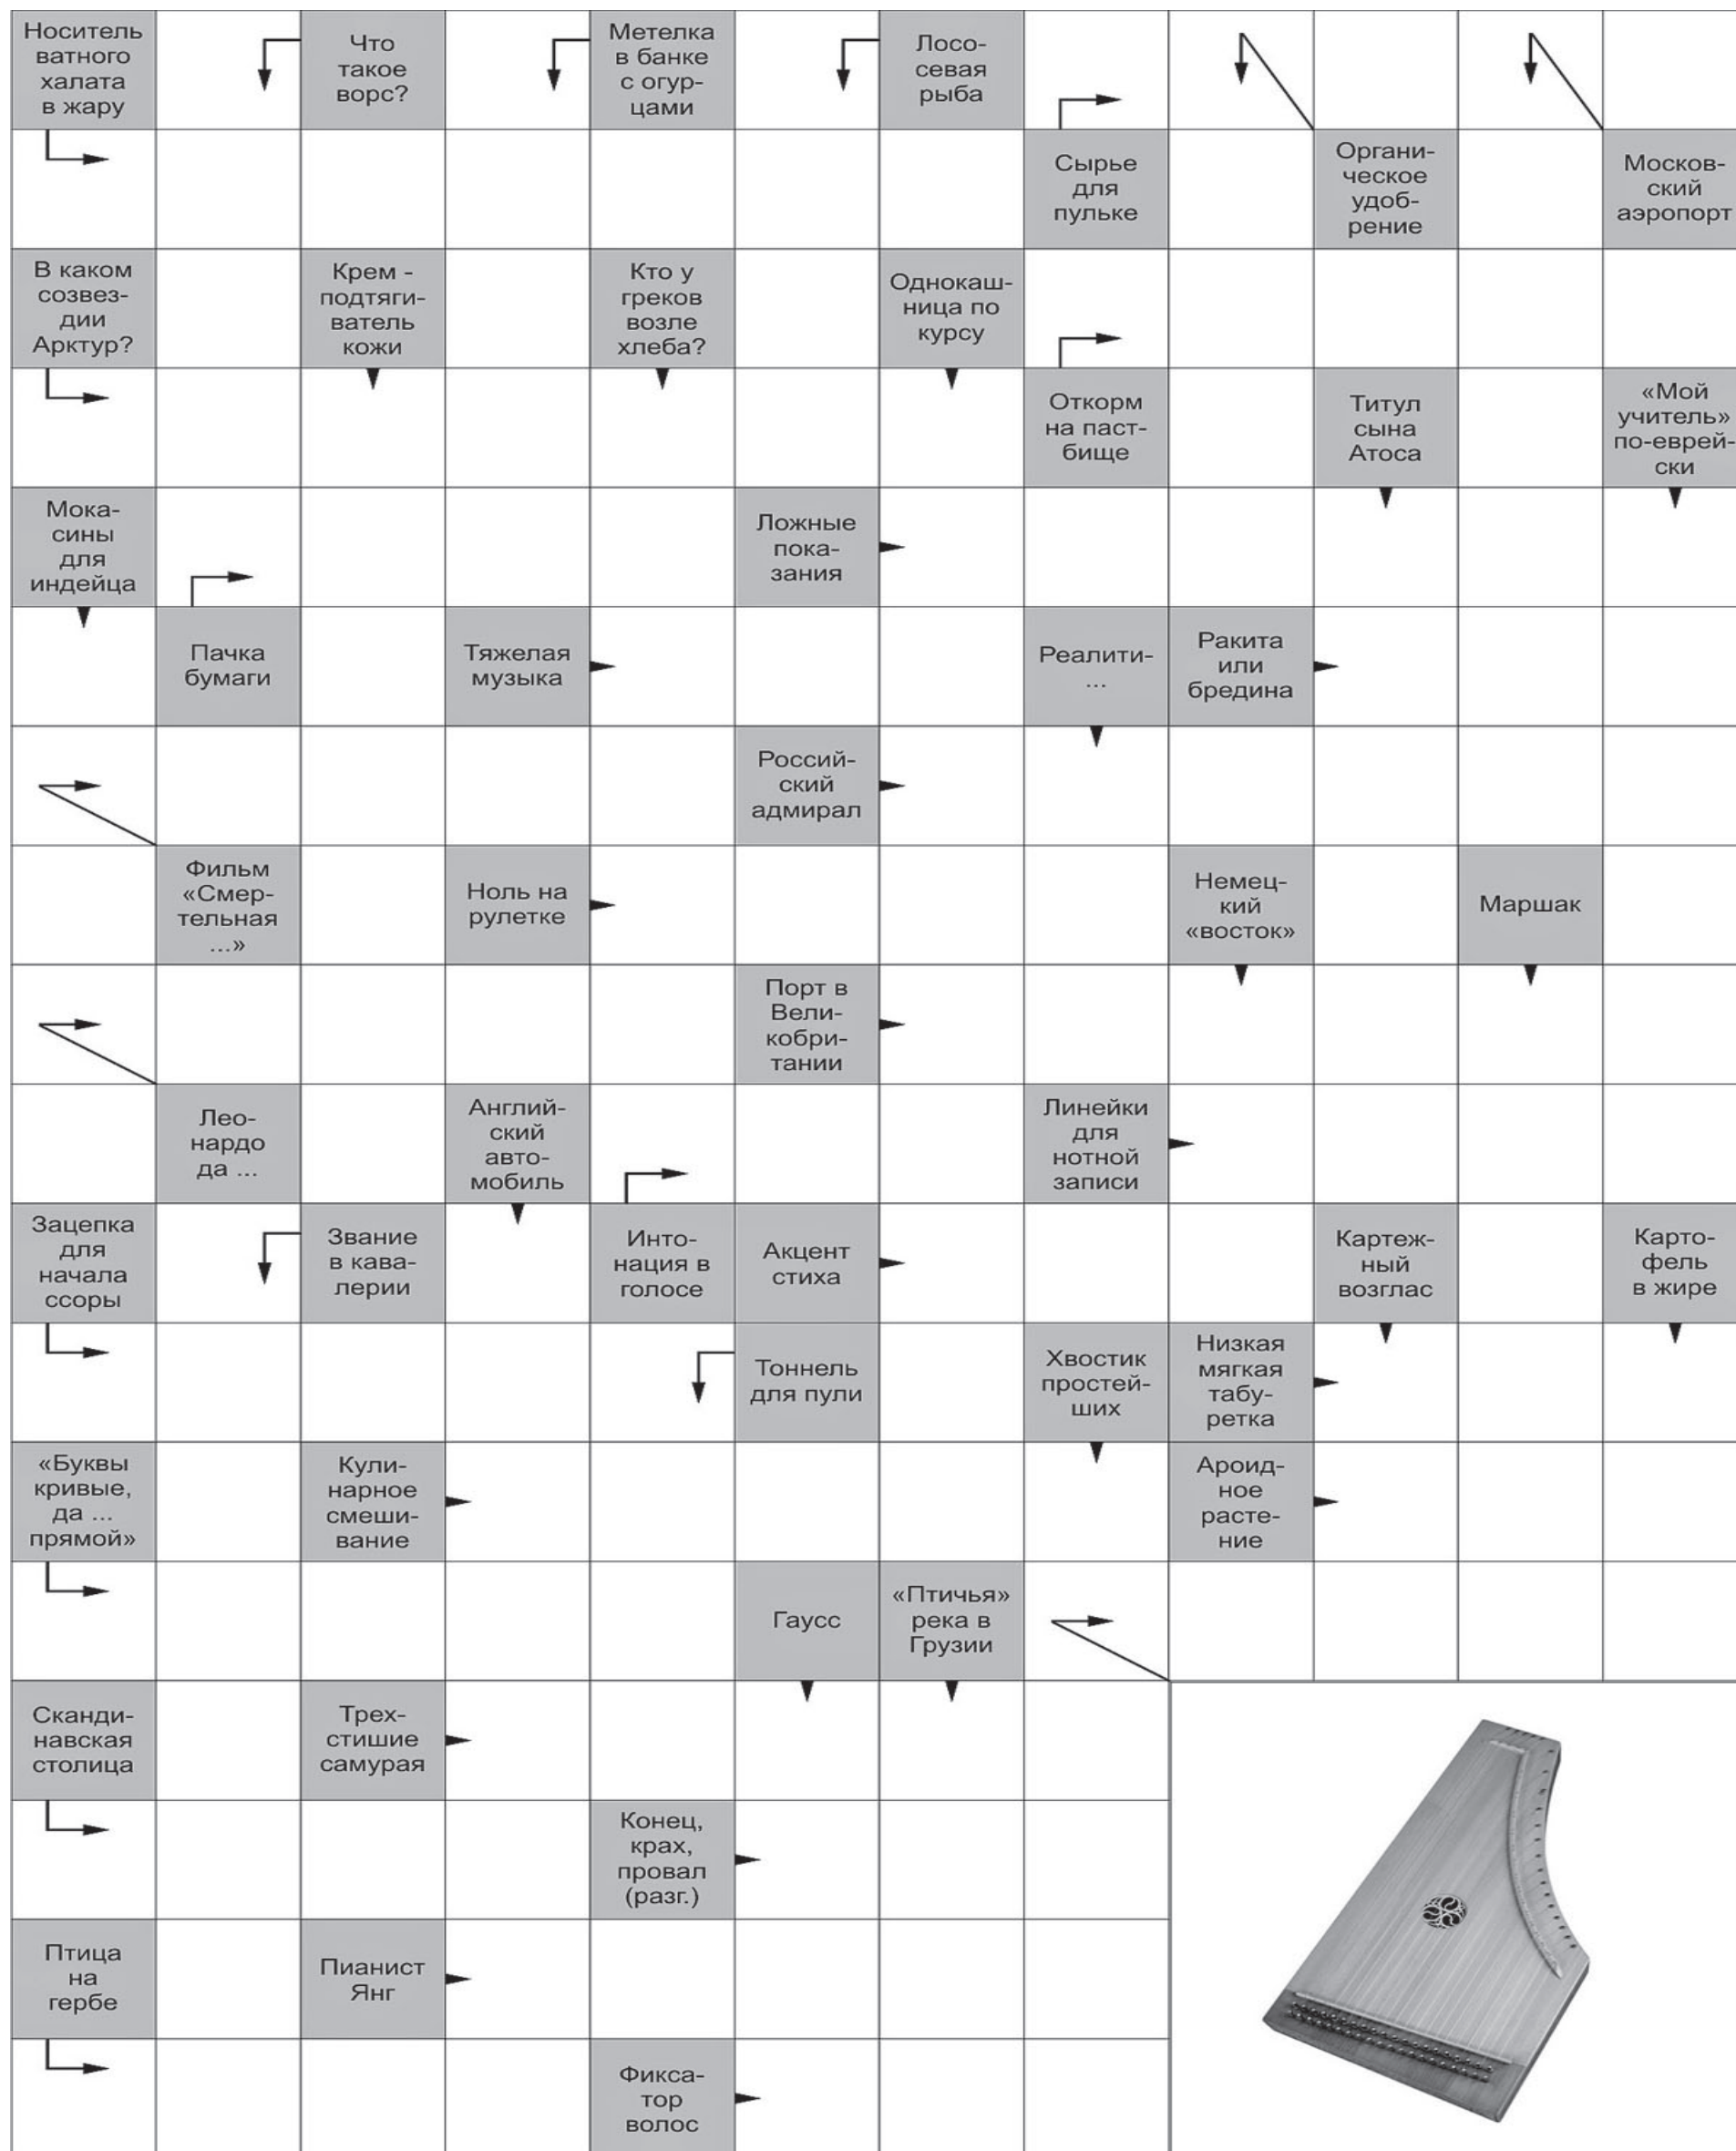 Носитель
ватного
халата
в жару
Что
такое
ворс?
Метелка
в банке
с огур-
цами
Лосо-
севая
рыба
Сырье
для
пульке
Органи-
ческое
удоб-
рение
Москов-
ский
аэропорт
В каком
созвез-
дии
Арктур?
Крем -
подтяги-
ватель
кожи
Кто у
греков
возле
хлеба?
Однокаш-
ница по
курсу
Откорм
на паст-
бище
Титул
сына
Атоса
«Мой
учитель»
по-еврей-
ски
Мока-
сины
для
индейца
Ложные
пока-
зания
Пачка
бумаги
Тяжелая
музыка
Реалити-
...
Ракита
или
бредина
Россий-
ский
адмирал
Фильм
«Смер-
тельная
...»
Ноль на
рулетке
Немец-
кий
«восток»
Маршак
Порт в
Вели-
кобри-
тании
Лео-
нардо
да ...
Англий-
ский
авто-
мобиль
Линейки
для
нотной
записи
Зацепка
для
начала
ссоры
Звание
в кава-
лерии
Инто-
нация в
голосе
Акцент
стиха
Картеж-
ный
возглас
Карто-
фель
в жире
Тоннель
для пули
Хвостик
простей-
ших
Низкая
мягкая
табу-
ретка
«Буквы
кривые,
да ...
прямой»
Кули-
нарное
смеши-
вание
Ароид-
ное
расте-
ние
Гаусс
«Птичья»
река в
Грузии
Сканди-
навская
столица
Трех-
стишие
самурая
Конец,
крах,
провал
(разг.)
Птица
на
гербе
Пианист
Янг
Фикса-
тор
волос